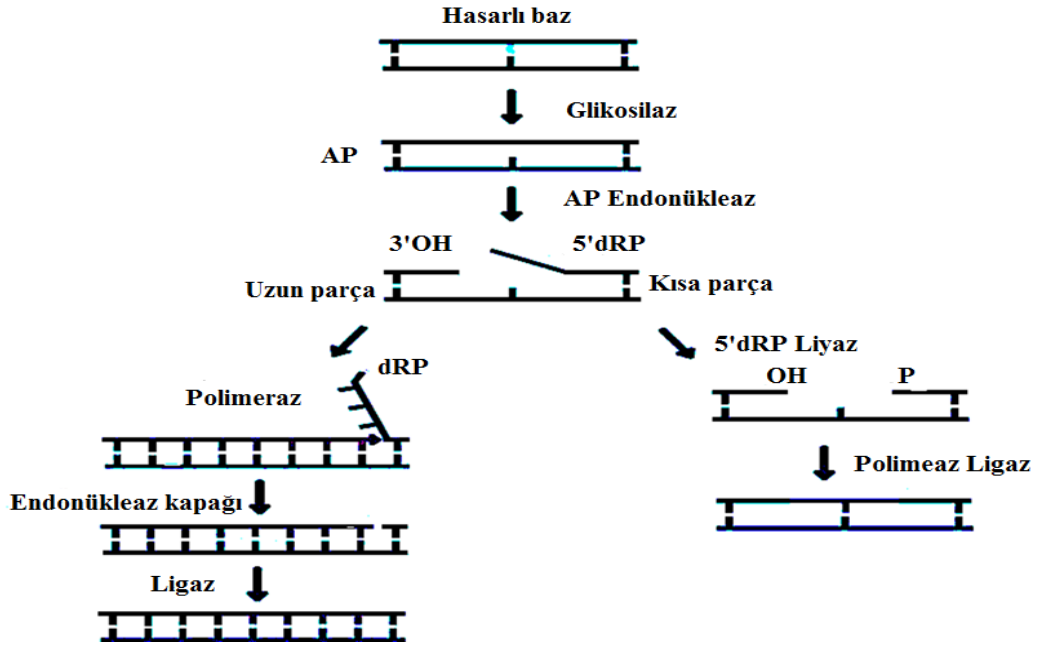 Hasarlı baz
Glikosilaz
AP
AP Endonükleaz
3'OH 5'dRP
Uzun parça Kısa parça
5'dRP Liyaz
dRP OH P
Polimeraz
Polimeaz Ligaz
Endonükleaz kapağı
Ligaz